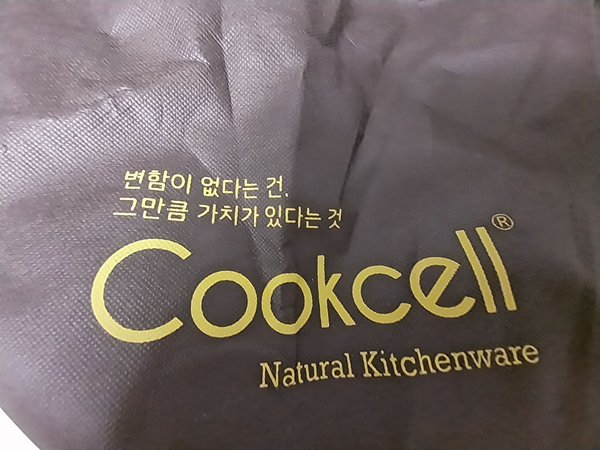 변함이 없다는 건.
그만큼 가치가 있다는 것
Cookcell®
Natural Kitchenware